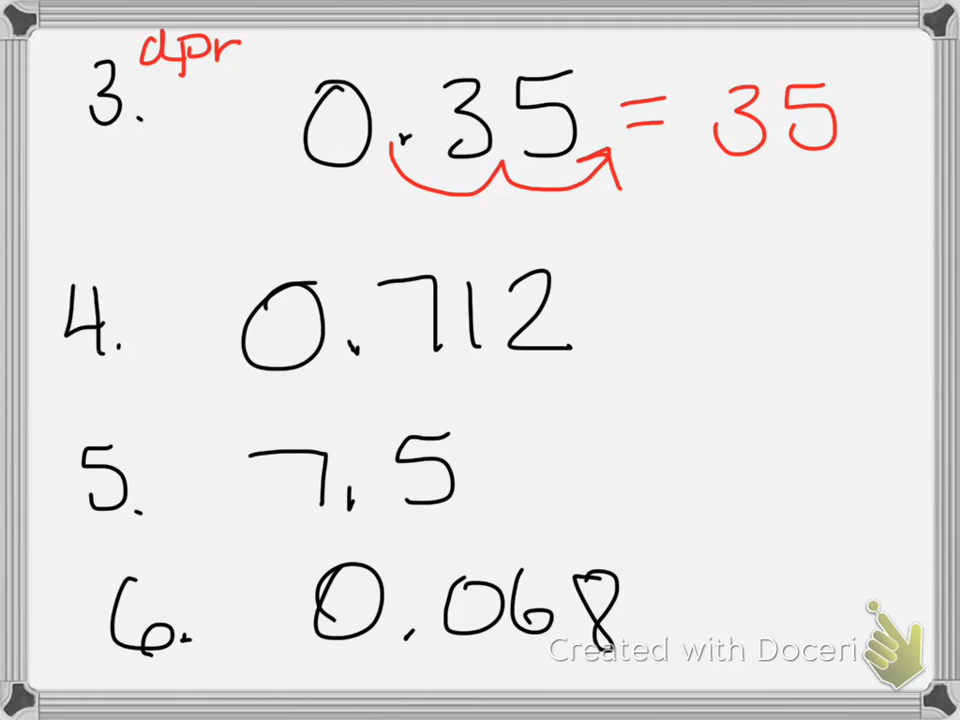 dpr
3. 0.35 = 35
4. 0.712
5. 7.5
6. 0.068
Created with Doceri